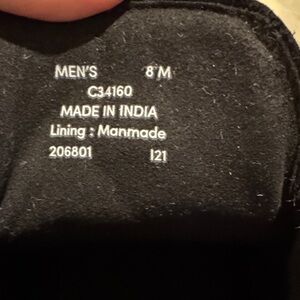 MEN'S 8 M
C34160
MADE IN INDIA
Lining : Manmade
206801 I21